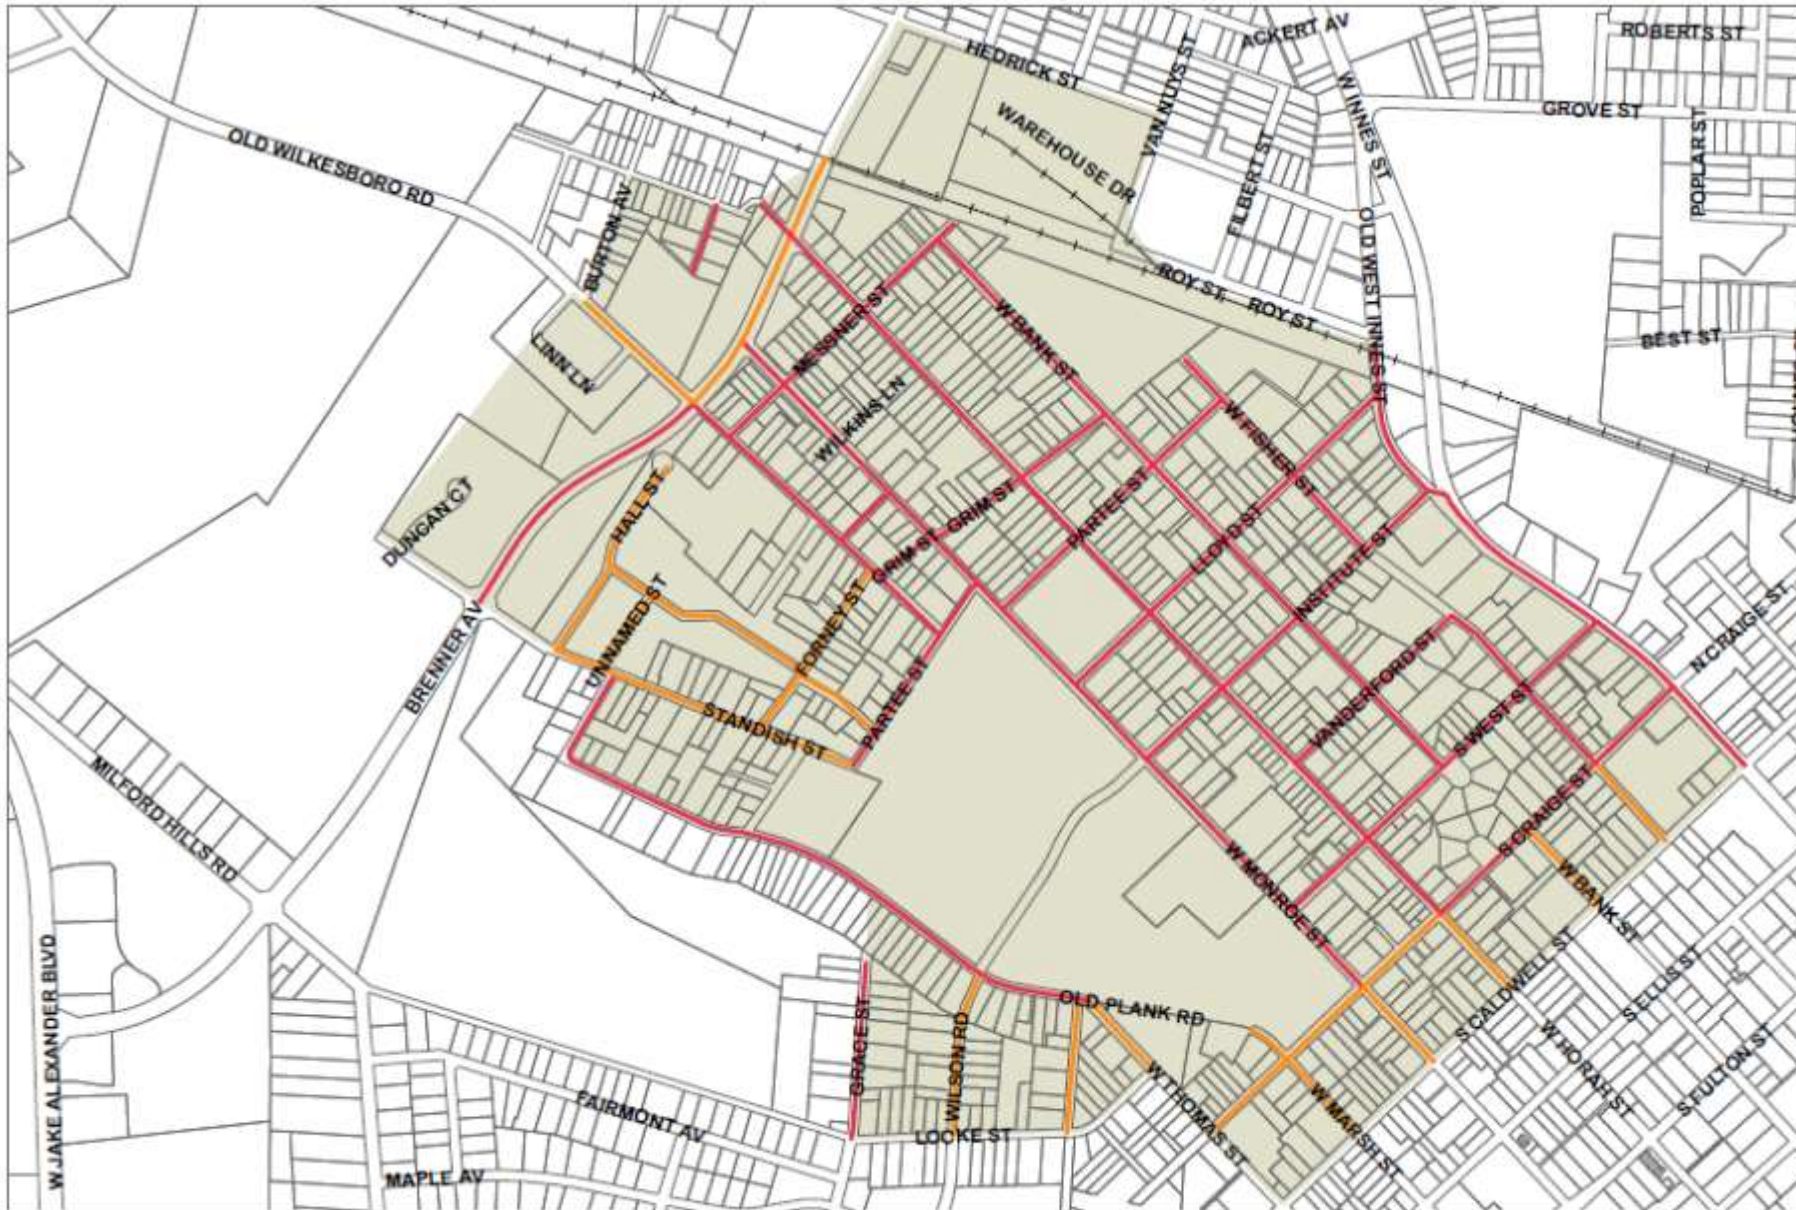 ACKERT AV
ROBERTS ST
HEDRICK ST
VAN NUYS ST
W INNES ST
GROVE ST
WAREHOUSE DR
POPLAR ST
OLD WILKESBORO RD
FILBERT ST
BURTON AV
OLD WEST INNES ST
ROY ST
ROY ST
MESSNER ST
W BANK ST
BEST ST
LINN LN
WILKINS LN
W FISHER ST
DUNCAN CT
HALL ST
GRIM ST
GRIM ST
PARTEE ST
LLOYD ST
INSTITUTE ST
UNNAMED ST
FORNEY ST
N CRAIGE ST
BRENNER AV
PARTEE ST
VANDERFORD ST
S WEST ST
STANDISH ST
MILFORD HILLS RD
S CRAIGE ST
W MONROE ST
W BANK ST
W JAKE ALEXANDER BLVD
OLD PLANK RD
S CALDWELL ST
S ELLIS ST
GRACE ST
WILSON RD
W HORAH ST
S FULTON ST
FAIRMONT AV
LOCKE ST
W THOMAS ST
W MARSH ST
MAPLE AV